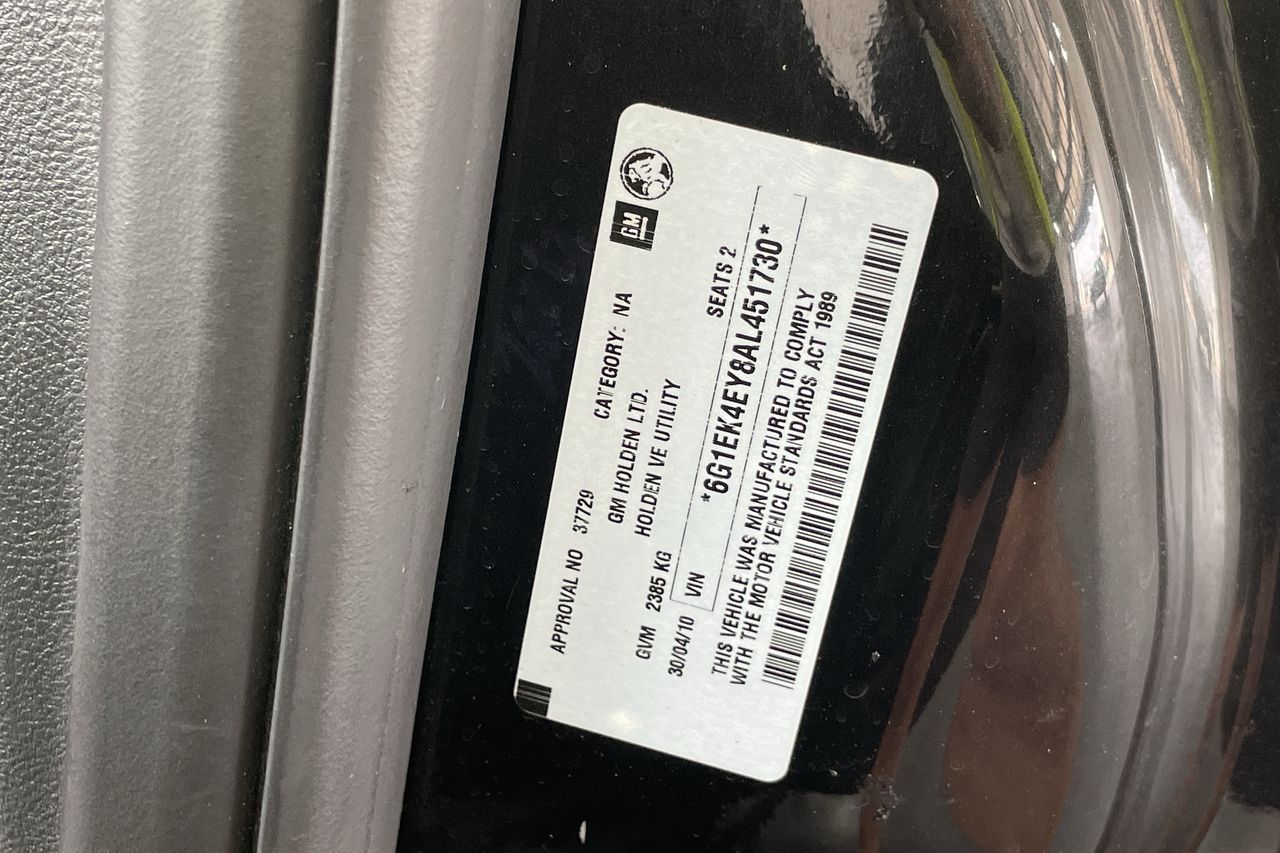 GM
APPROVAL NO 37729 CATEGORY: NA
GM HOLDEN LTD.
HOLDEN VE UTILITY
GVM 2385 KG SEATS 2
30/04/10 VIN *6G1EK4EY8AL451730*
THIS VEHICLE WAS MANUFACTURED TO COMPLY
WITH THE MOTOR VEHICLE STANDARDS ACT 1989